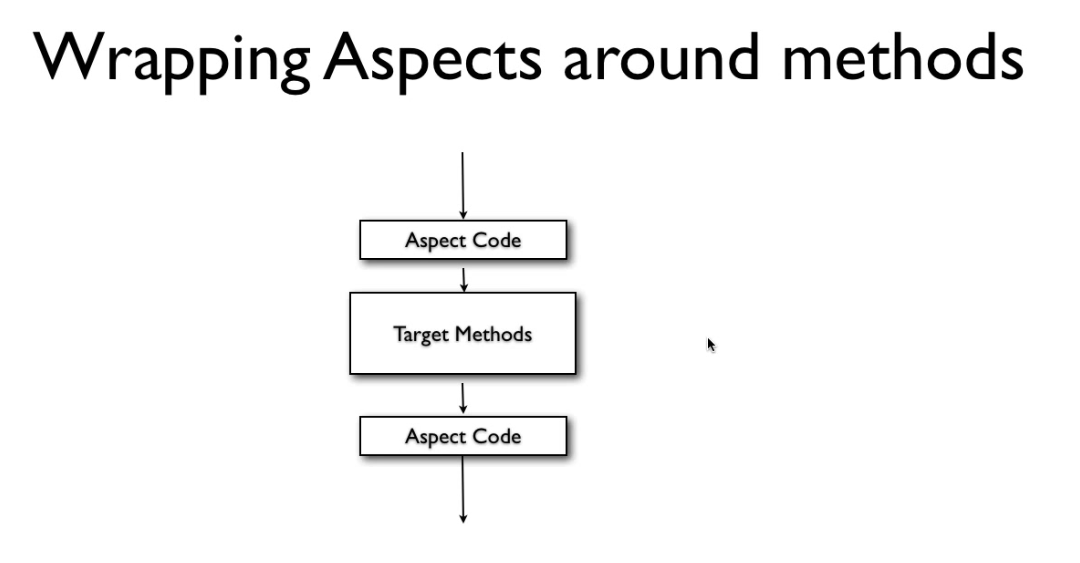 Wrapping Aspects around methods
Aspect Code
Target Methods
Aspect Code